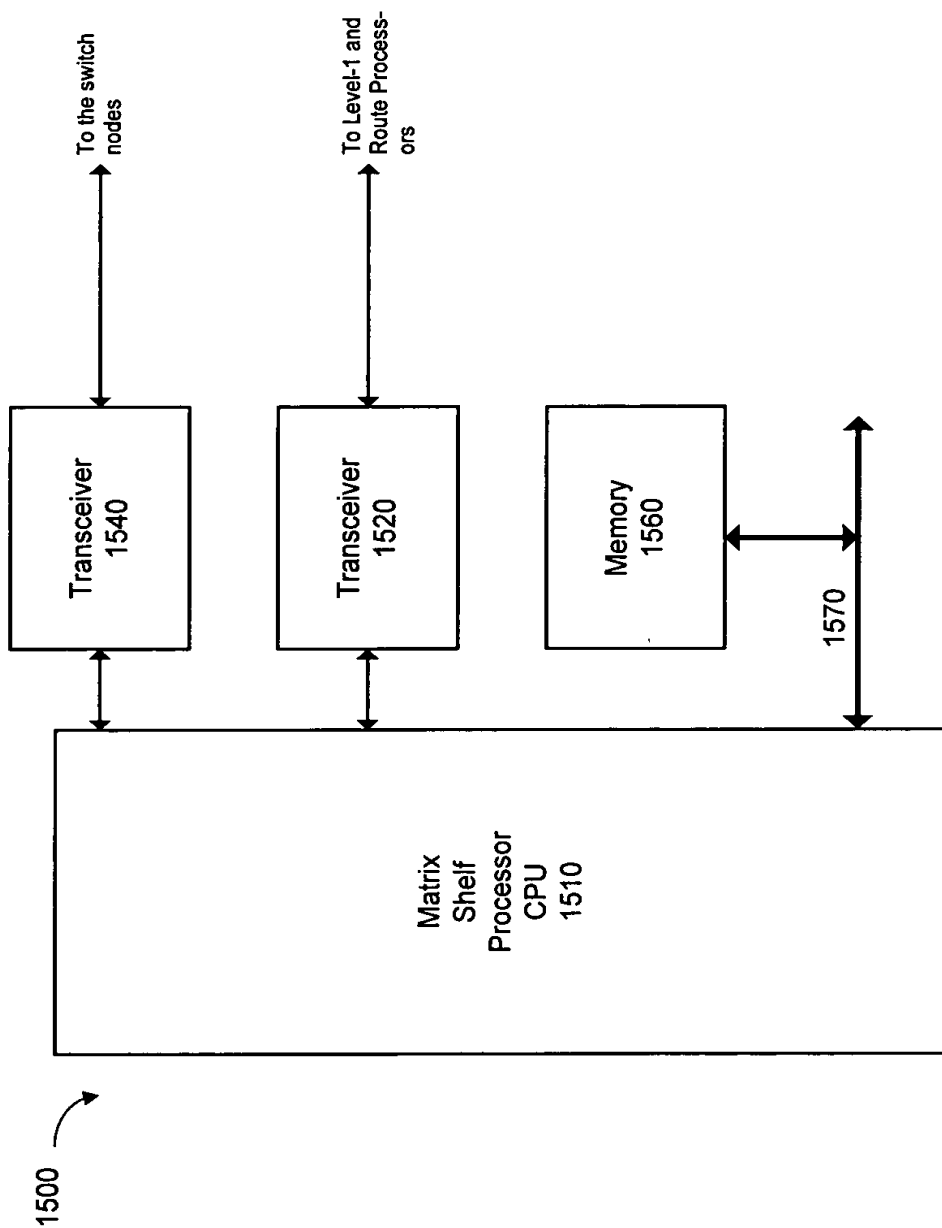 1500
Matrix
Shelf
Processor
CPU
1510
Transceiver
1540
Transceiver
1520
Memory
1560
1570
To the switch
nodes
To Level-1 and
Route Process-
ors